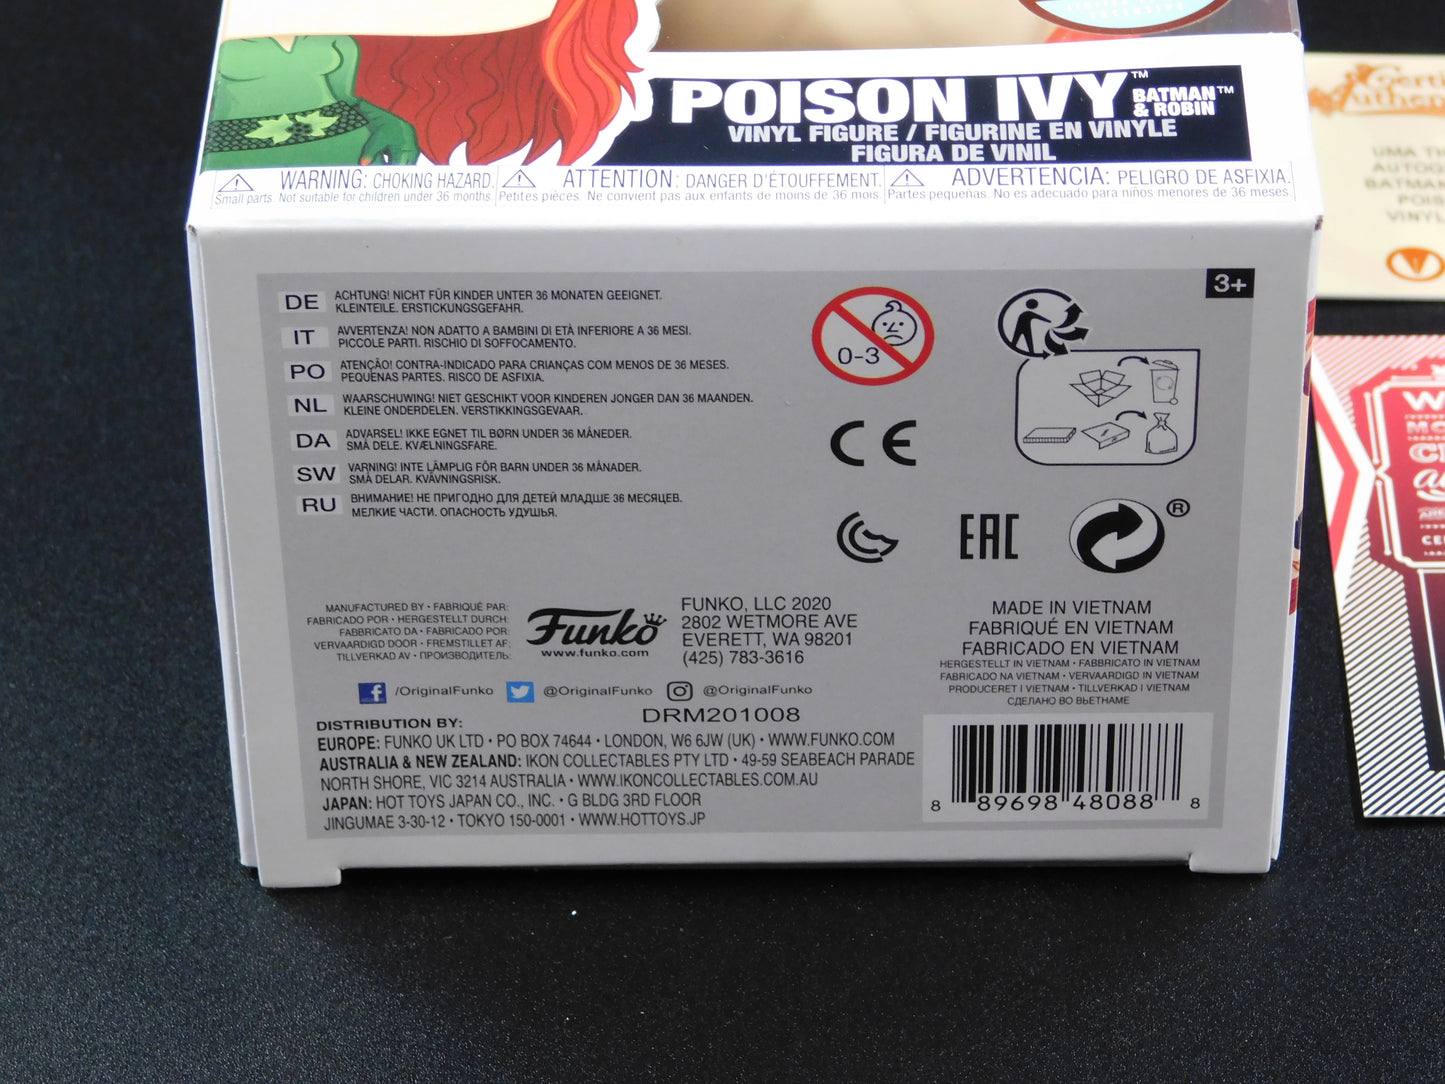 LIMITED
EXCLUSIVE
POISON IVY™
BATMAN™
& ROBIN
VINYL FIGURE / FIGURINE EN VINYLE
FIGURA DE VINIL
WARNING: CHOKING HAZARD.
Small parts. Not suitable for children under 36 months.
ATTENTION: DANGER D'ÉTOUFFEMENT.
Petites pièces. Ne convient pas aux enfants de moins de 36 mois.
ADVERTENCIA: PELIGRO DE ASFIXIA.
Partes pequeñas. No es adecuado para niños menores de 36 meses.
3+
DE ACHTUNG! NICHT FÜR KINDER UNTER 36 MONATEN GEEIGNET.
KLEINTEILE. ERSTICKUNGSGEFAHR.
IT AVVERTENZA! NON ADATTO A BAMBINI DI ETÀ INFERIORE A 36 MESI.
PICCOLE PARTI. RISCHIO DI SOFFOCAMENTO.
PO ATENÇÃO! CONTRA-INDICADO PARA CRIANÇAS COM MENOS DE 36 MESES.
PEQUENAS PARTES. RISCO DE ASFIXIA.
NL WAARSCHUWING! NIET GESCHIKT VOOR KINDEREN JONGER DAN 36 MAANDEN.
KLEINE ONDERDELEN. VERSTIKKINGSGEVAAR.
DA ADVARSEL! IKKE EGNET TIL BØRN UNDER 36 MÅNEDER.
SMÅ DELE. KVÆLNINGSFARE.
SW VARNING! INTE LÄMPLIG FÖR BARN UNDER 36 MÅNADER.
SMÅ DELAR. KVÄVNINGSRISK.
RU ВНИМАНИЕ! НЕ ПРИГОДНО ДЛЯ ДЕТЕЙ МЛАДШЕ 36 МЕСЯЦЕВ.
МЕЛКИЕ ЧАСТИ. ОПАСНОСТЬ УДУШЬЯ.
0-3
CE
EAC
®
MANUFACTURED BY • FABRIQUÉ PAR:
FABRICADO POR • HERGESTELLT DURCH:
FABBRICATO DA • FABRICADO POR:
VERVAARDIGD DOOR • FREMSTILLET AF:
TILLVERKAD AV • ПРОИЗВОДИТЕЛЬ:
Funko
www.funko.com
FUNKO, LLC 2020
2802 WETMORE AVE
EVERETT, WA 98201
(425) 783-3616
/OriginalFunko
@OriginalFunko
@OriginalFunko
DRM201008
DISTRIBUTION BY:
EUROPE: FUNKO UK LTD • PO BOX 74644 • LONDON, W6 6JW (UK) • WWW.FUNKO.COM
AUSTRALIA & NEW ZEALAND: IKON COLLECTABLES PTY LTD • 49-59 SEABEACH PARADE
NORTH SHORE, VIC 3214 AUSTRALIA • WWW.IKONCOLLECTABLES.COM.AU
JAPAN: HOT TOYS JAPAN CO., INC. • G BLDG 3RD FLOOR
JINGUMAE 3-30-12 • TOKYO 150-0001 • WWW.HOTTOYS.JP
MADE IN VIETNAM
FABRIQUÉ EN VIETNAM
FABRICADO EN VIETNAM
HERGESTELLT IN VIETNAM • FABBRICATO IN VIETNAM
FABRICADO NA VIETNAM • VERVAARDIGD IN VIETNAM
PRODUCERET I VIETNAM • TILLVERKAD I VIETNAM
СДЕЛАНО ВО ВЬЕТНАМЕ
8 89698 48088 8
UMA
BATMAN